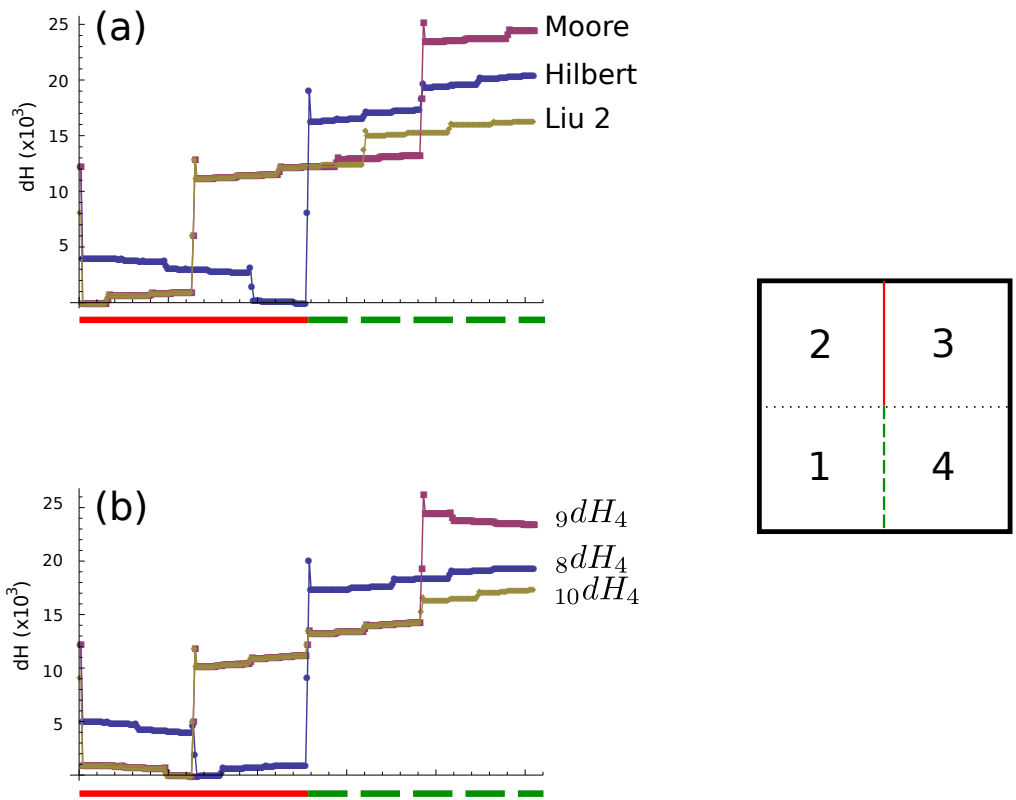 (a)
25
20
15
10
5
dH (x10³)
Moore
Hilbert
Liu 2
2
3
1
4
(b)
25
20
15
10
5
dH (x10³)
₉dH₄
₈dH₄
₁₀dH₄